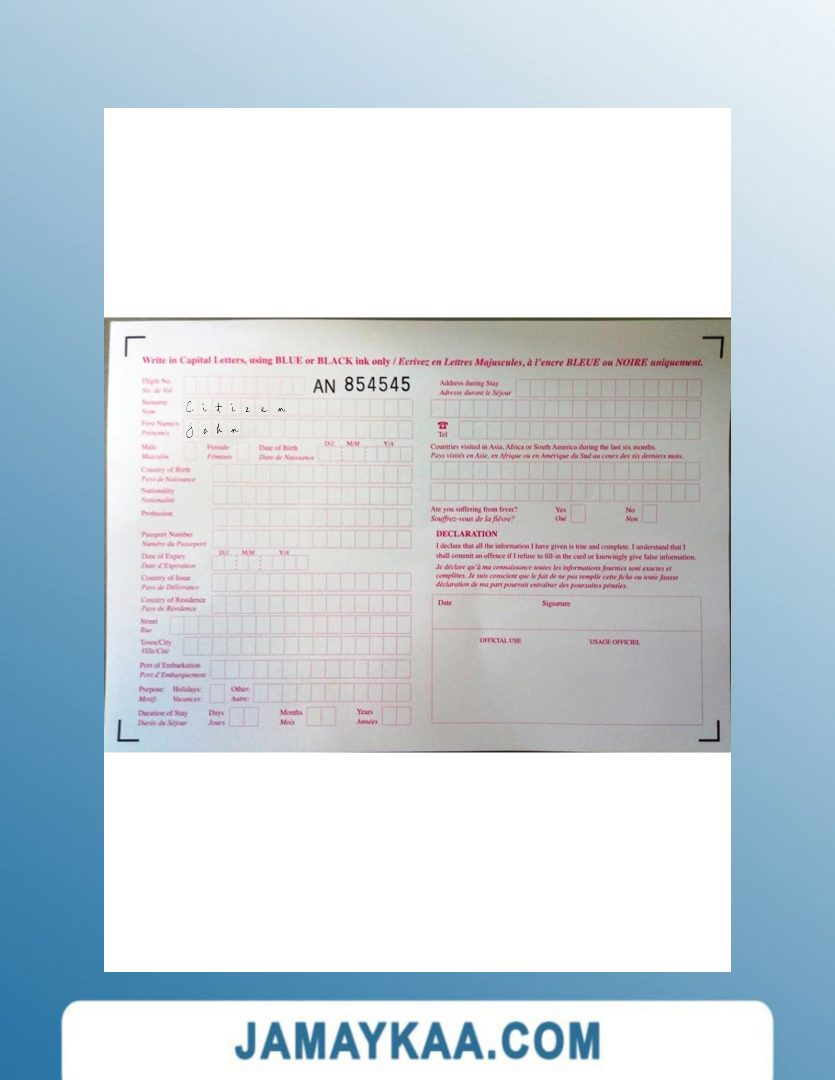 Write in Capital Letters, using BLUE or BLACK ink only / Ecrivez en Lettres Majuscules, à l'encre BLEUE ou NOIRE uniquement.
Flight No.
No. de Vol
AN 854545
Surname
Nom
Citizen
First Name/s
Prénom/s
John
Male
Masculin
Female
Féminin
Date of Birth
Date de Naissance
D/J M/M Y/A
Country of Birth
Pays de Naissance
Nationality
Nationalité
Profession
Passport Number
Numéro du Passeport
Date of Expiry
Date d'Expiration
D/J M/M Y/A
Country of Issue
Pays de Délivrance
Country of Residence
Pays de Résidence
Street
Rue
Town/City
Ville/Cité
Port of Embarkation
Port d'Embarquement
Purpose: Holidays: Other:
Motif: Vacances: Autre:
Duration of Stay Days Months Years
Durée du Séjour Jours Mois Années
Address during Stay
Adresse durant le Séjour
Tel
Countries visited in Asia, Africa or South America during the last six months.
Pays visités en Asie, en Afrique ou en Amérique du Sud au cours des six derniers mois.
Are you suffering from fever? Yes No
Souffrez-vous de la fièvre? Oui Non
DECLARATION
I declare that all the information I have given is true and complete. I understand that I
shall commit an offence if I refuse to fill-in the card or knowingly give false information.
Je déclare qu'à ma connaissance toutes les informations fournies sont exactes et
complètes. Je suis conscient que le fait de ne pas remplir cette fiche ou toute fausse
déclaration de ma part pourrait entraîner des poursuites pénales.
Date Signature
OFFICIAL USE USAGE OFFICIEL
JAMAYKAA.COM